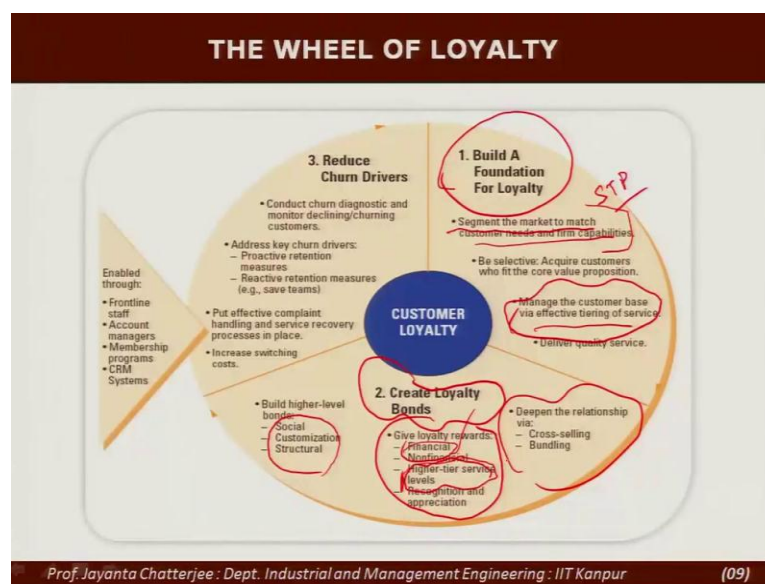 THE WHEEL OF LOYALTY
3. Reduce
Churn Drivers
• Conduct churn diagnostic and
monitor declining/churning
customers.
• Address key churn drivers:
– Proactive retention
measures
– Reactive retention measures
(e.g., save teams)
• Put effective complaint
handling and service recovery
processes in place.
• Increase switching
costs.
1. Build A
Foundation
For Loyalty
STP
• Segment the market to match
customer needs and firm capabilities.
• Be selective: Acquire customers
who fit the core value proposition.
• Manage the customer base
via effective tiering of service.
• Deliver quality service.
Enabled
through:
• Frontline
staff
• Account
managers
• Membership
programs
• CRM
Systems
CUSTOMER
LOYALTY
2. Create Loyalty
Bonds
• Build higher-level
bonds:
– Social
– Customization
– Structural
• Give loyalty rewards:
– Financial
– Nonfinancial
– Higher-tier service
levels
– Recognition and
appreciation
• Deepen the relationship
via:
– Cross-selling
– Bundling
Prof. Jayanta Chatterjee : Dept. Industrial and Management Engineering : IIT Kanpur (09)